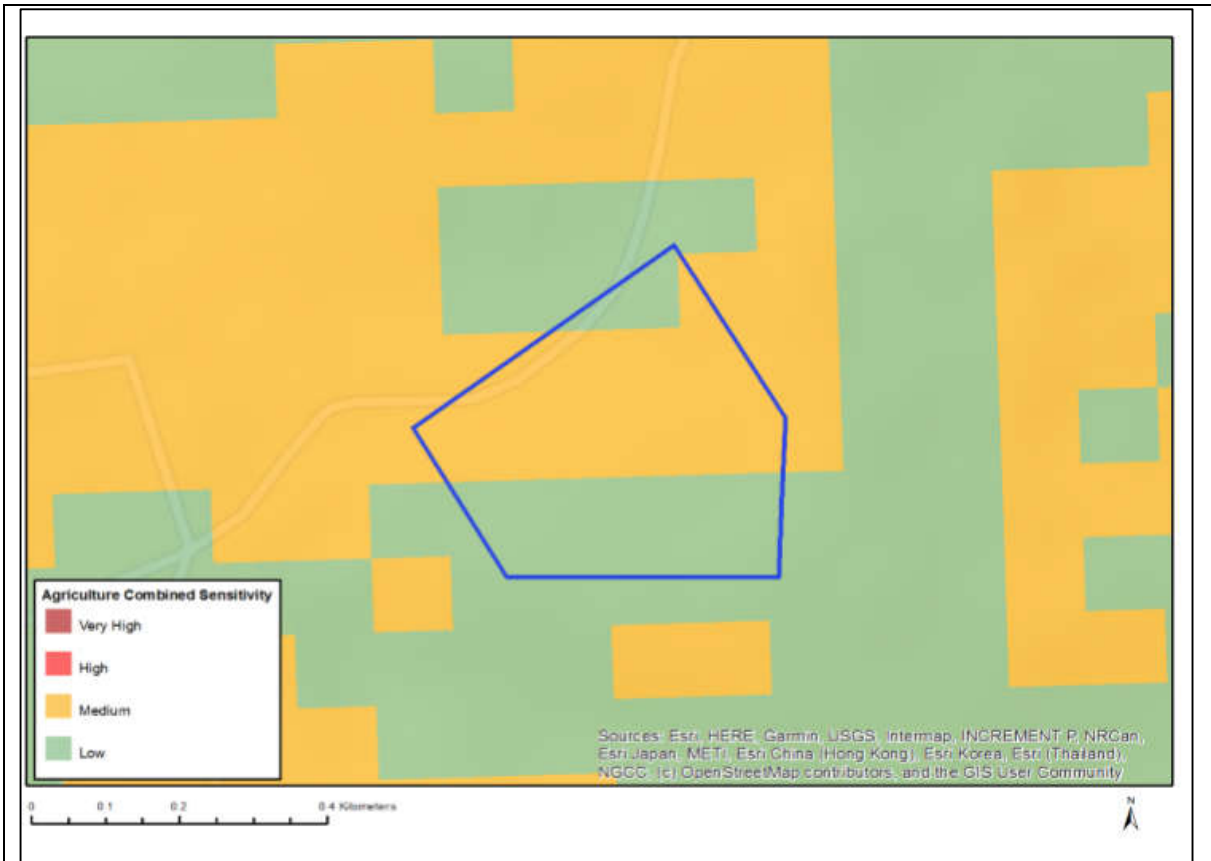 Agriculture Combined Sensitivity
Very High
High
Medium
Low
Sources: Esri, HERE, Garmin, USGS, Intermap, INCREMENT P, NRCan,
Esri Japan, METI, Esri China (Hong Kong), Esri Korea, Esri (Thailand),
NGCC, (c) OpenStreetMap contributors, and the GIS User Community
0 0.1 0.2 0.4 Kilometers
N